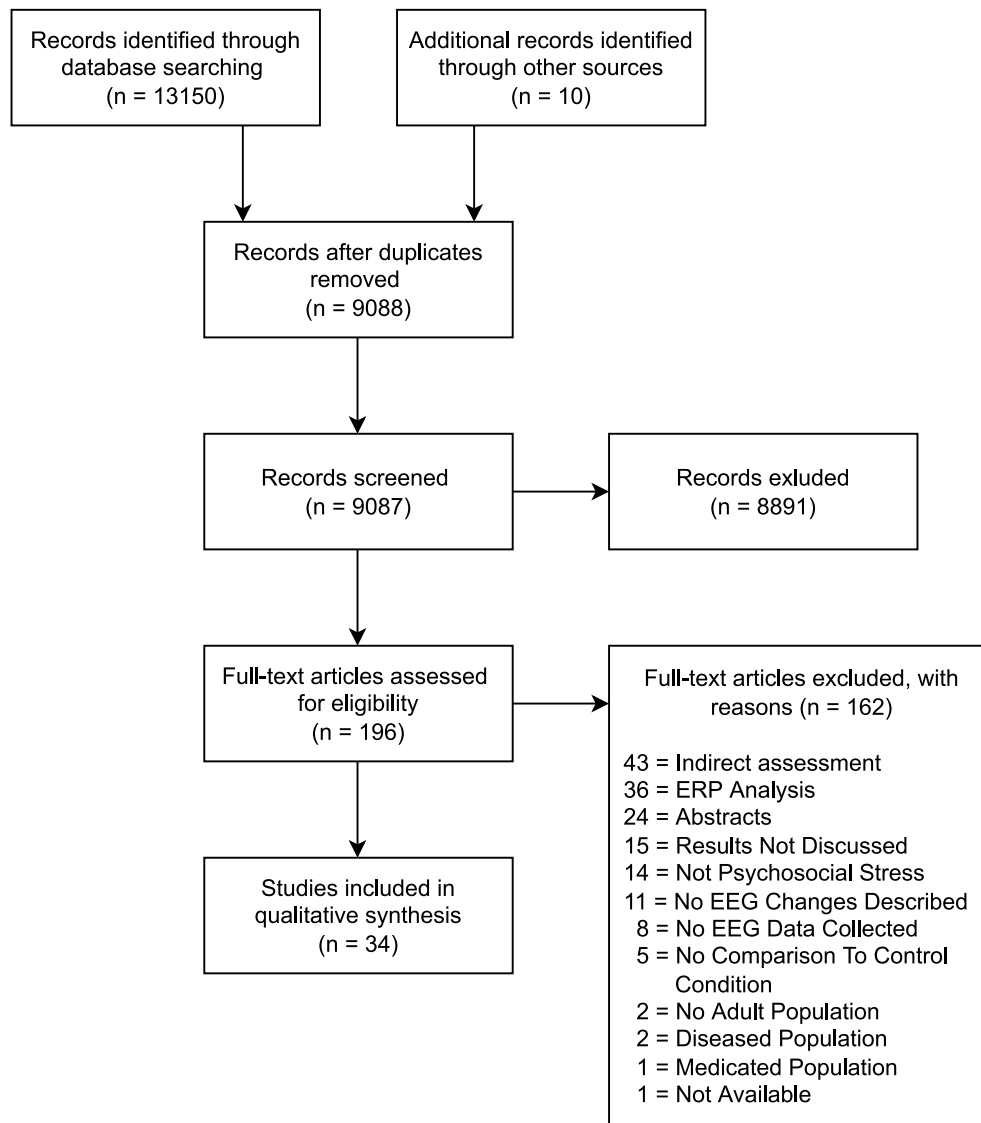 Records identified through
database searching
(n = 13150)
Additional records identified
through other sources
(n = 10)
Records after duplicates
removed
(n = 9088)
Records screened
(n = 9087)
Records exluded
(n = 8891)
Full-text articles assessed
for eligibility
(n = 196)
Full-text articles excluded, with
reasons (n = 162)
43 = Indirect assessment
36 = ERP Analysis
24 = Abstracts
15 = Results Not Discussed
14 = Not Psychosocial Stress
11 = No EEG Changes Described
8 = No EEG Data Collected
5 = No Comparison To Control
Condition
2 = No Adult Population
2 = Diseased Population
1 = Medicated Population
1 = Not Available
Studies included in
qualitative synthesis
(n = 34)